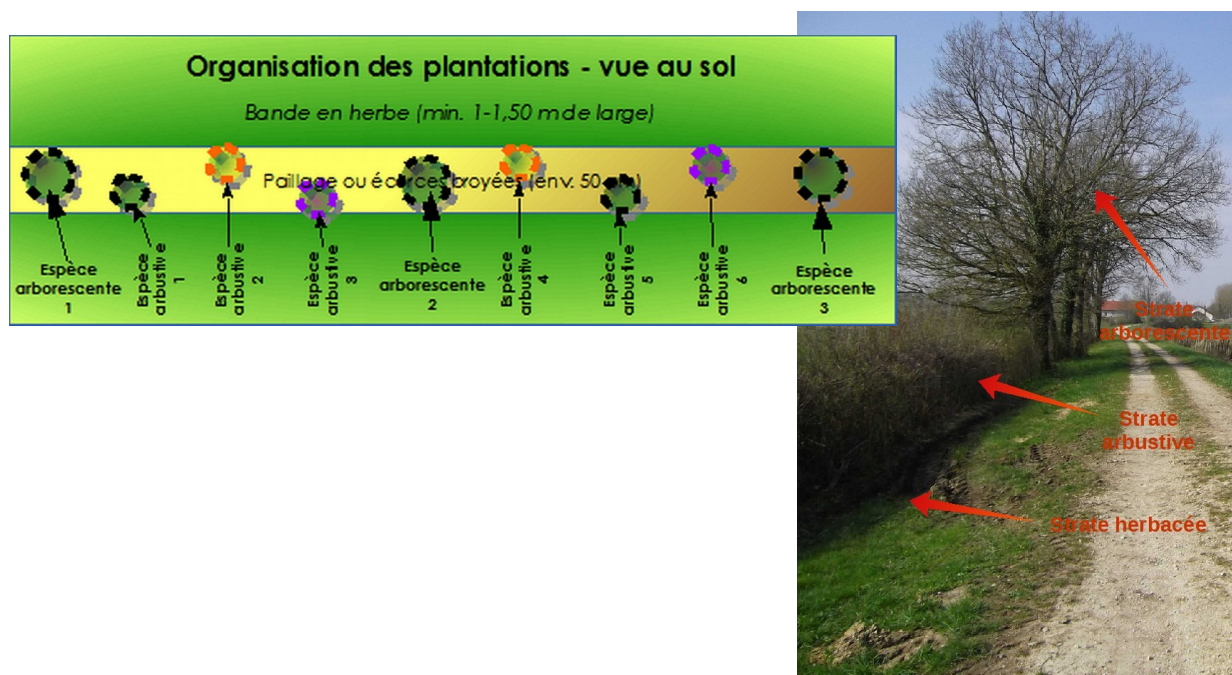 Organisation des plantations - vue au sol
Bande en herbe (min. 1-1,50 m de large)
Paillage ou écorces broyées (env. 50 cm)
Espèce
arborescente
1
Espèce
arbustive
1
Espèce
arbustive
2
Espèce
arbustive
3
Espèce
arborescente
2
Espèce
arbustive
4
Espèce
arbustive
5
Espèce
arbustive
6
Espèce
arborescente
3
Strate
arborescente
Strate
arbustive
Strate herbacée